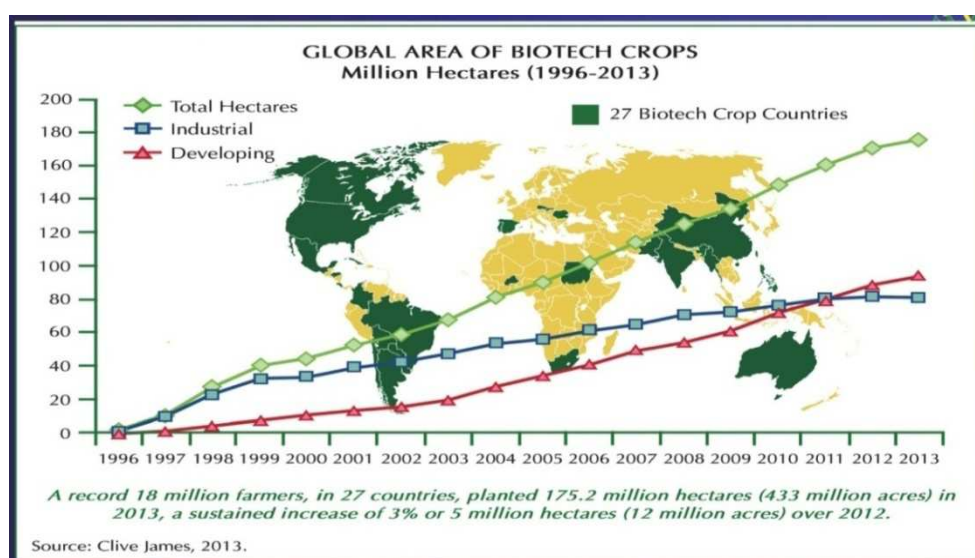 GLOBAL AREA OF BIOTECH CROPS
Million Hectares (1996-2013)
200
180
160
140
120
100
80
60
40
20
0
Total Hectares
Industrial
Developing
27 Biotech Crop Countries
1996 1997 1998 1999 2000 2001 2002 2003 2004 2005 2006 2007 2008 2009 2010 2011 2012 2013
A record 18 million farmers, in 27 countries, planted 175.2 million hectares (433 million acres) in
2013, a sustained increase of 3% or 5 million hectares (12 million acres) over 2012.
Source: Clive James, 2013.